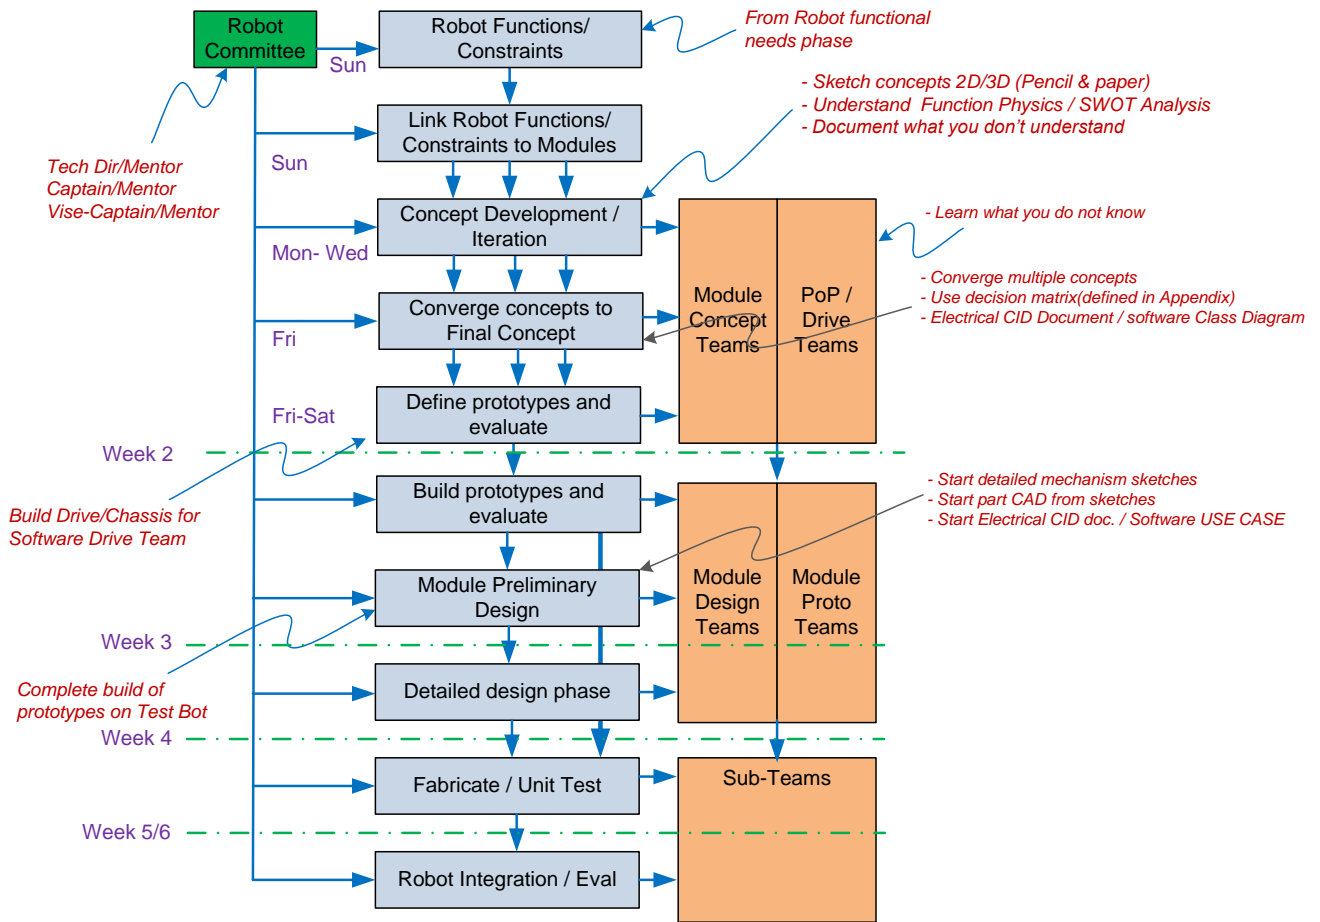 Robot
Committee
Robot Functions/
Constraints
From Robot functional
needs phase
Sun
- Sketch concepts 2D/3D (Pencil & paper)
- Understand  Function Physics / SWOT Analysis
- Document what you don't understand
Link Robot Functions/
Constraints to Modules
Sun
Tech Dir/Mentor
Captain/Mentor
Vise-Captain/Mentor
Concept Development /
Iteration
Mon- Wed
- Learn what you do not know
Module
Concept
Teams
PoP /
Drive
Teams
- Converge multiple concepts
- Use decision matrix(defined in Appendix)
- Electrical CID Document / software Class Diagram
Converge concepts to
Final Concept
Fri
Define prototypes and
evaluate
Fri-Sat
Week 2
Build prototypes and
evaluate
Build Drive/Chassis for
Software Drive Team
- Start detailed mechanism sketches
- Start part CAD from sketches
- Start Electrical CID doc. / Software USE CASE
Module Preliminary
Design
Module
Design
Teams
Module
Proto
Teams
Week 3
Complete build of
prototypes on Test Bot
Detailed design phase
Week 4
Fabricate / Unit Test
Sub-Teams
Week 5/6
Robot Integration / Eval